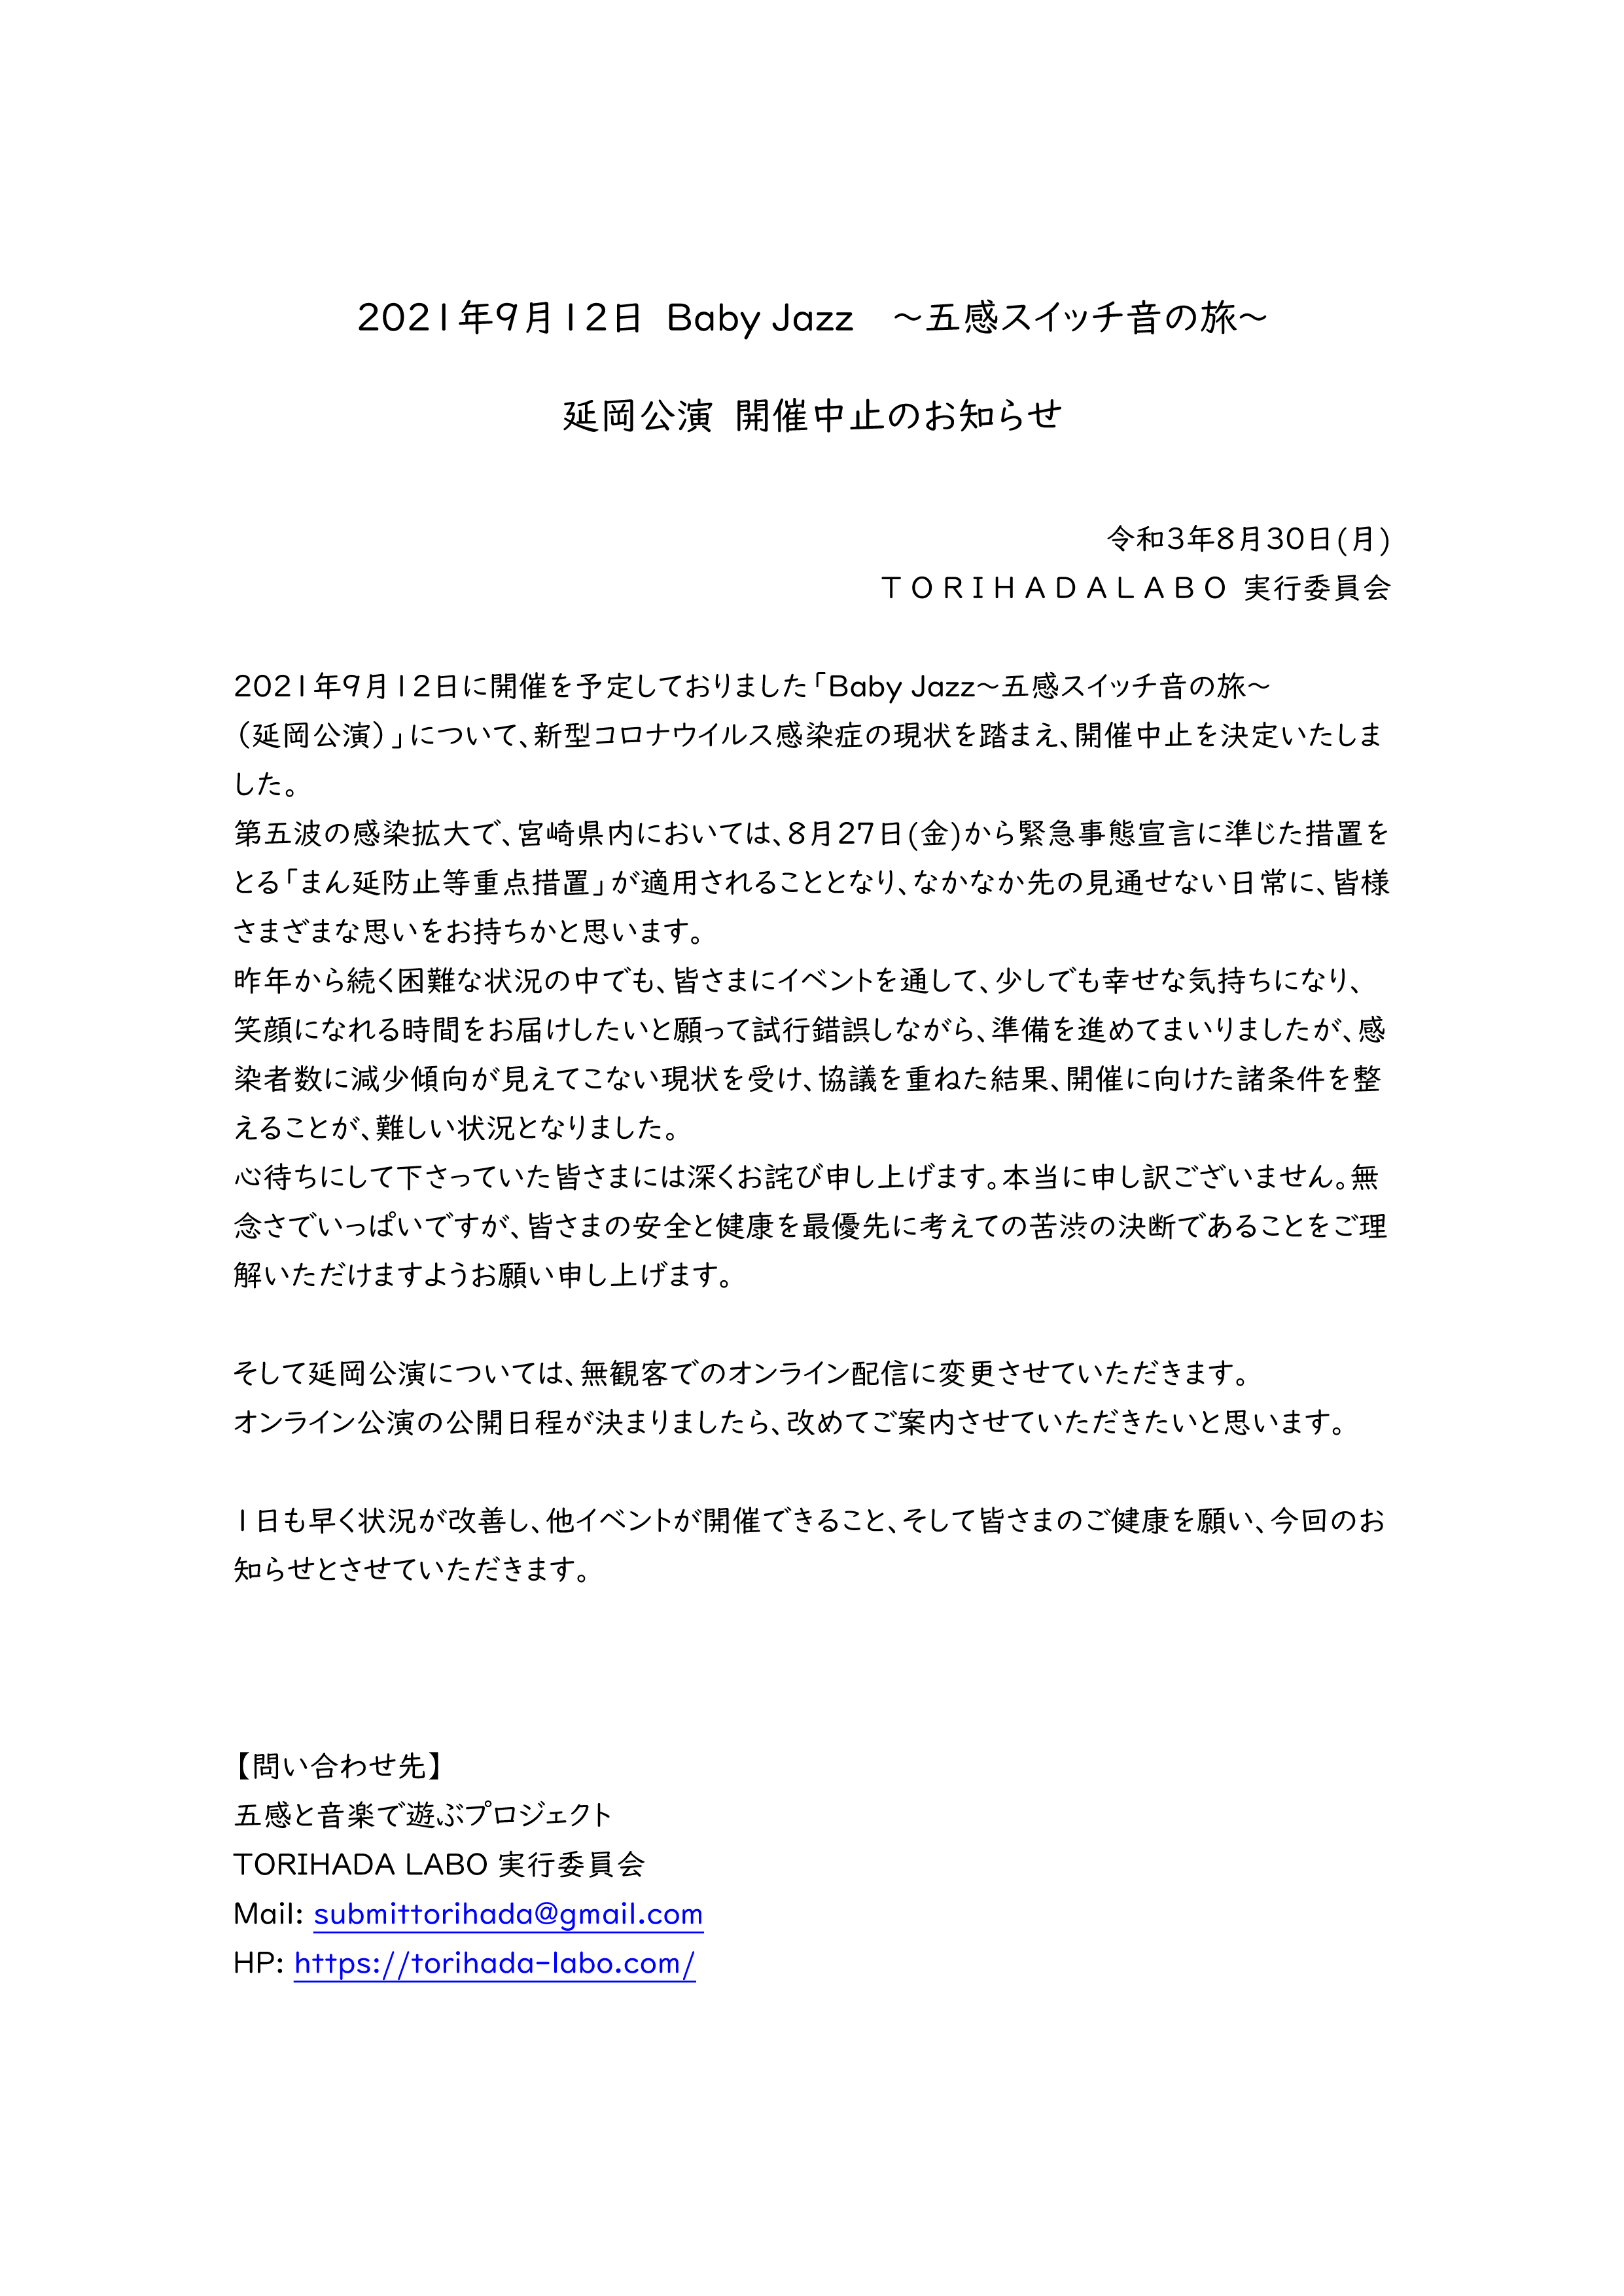 2021年9月12日 Baby Jazz　～五感スイッチ音の旅～
延岡公演 開催中止のお知らせ
令和3年8月30日(月)
ＴＯＲＩＨＡＤＡＬＡＢＯ 実行委員会
2021年9月12日に開催を予定しておりました「Baby Jazz～五感スイッチ音の旅～
（延岡公演）」について、新型コロナウイルス感染症の現状を踏まえ、開催中止を決定いたしま
した。
第五波の感染拡大で、宮崎県内においては、8月27日(金)から緊急事態宣言に準じた措置を
とる「まん延防止等重点措置」が適用されることとなり、なかなか先の見通せない日常に、皆様
さまざまな思いをお持ちかと思います。
昨年から続く困難な状況の中でも、皆さまにイベントを通して、少しでも幸せな気持ちになり、
笑顔になれる時間をお届けしたいと願って試行錯誤しながら、準備を進めてまいりましたが、感
染者数に減少傾向が見えてこない現状を受け、協議を重ねた結果、開催に向けた諸条件を整
えることが、難しい状況となりました。
心待ちにして下さっていた皆さまには深くお詫び申し上げます。本当に申し訳ございません。無
念さでいっぱいですが、皆さまの安全と健康を最優先に考えての苦渋の決断であることをご理
解いただけますようお願い申し上げます。
そして延岡公演については、無観客でのオンライン配信に変更させていただきます。
オンライン公演の公開日程が決まりましたら、改めてご案内させていただきたいと思います。
１日も早く状況が改善し、他イベントが開催できること、そして皆さまのご健康を願い、今回のお
知らせとさせていただきます。
【問い合わせ先】
五感と音楽で遊ぶプロジェクト
TORIHADA LABO 実行委員会
Mail: submittorihada@gmail.com
HP: https://torihada-labo.com/